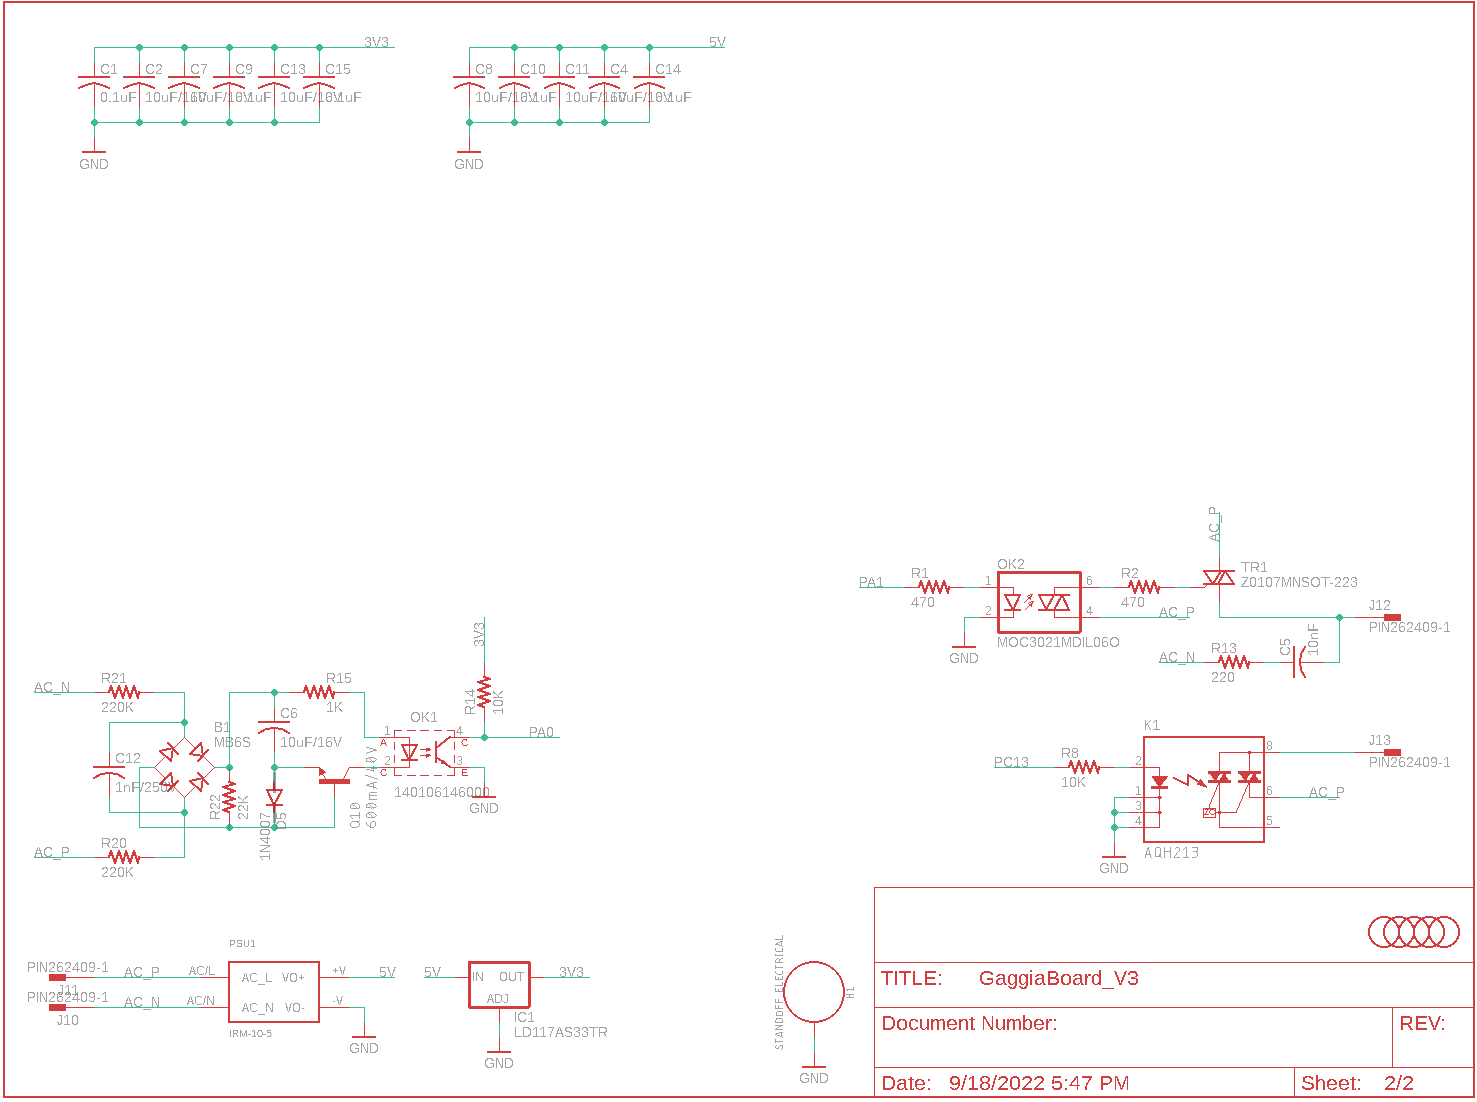 3V3
C1 C2 C7 C9 C13 C15
0.1uF 10uF/16V 10uF/16V 0.1uF 10uF/16V 0.1uF
GND
5V
C8 C10 C11 C4 C14
10uF/16V 0.1uF 10uF/16V 10uF/16V 0.1uF
GND
AC_P
TR1
Z0107MNSOT-223
PA1
R1
470
OK2
1
2
6
4
MOC3021MDIL06O
GND
R2
470
AC_P
J12
PIN262409-1
AC_N
R13
220
C5
10nF
3V3
R14
10K
AC_N
R21
220K
R15
1K
C12
1nF/250V
B1
MB6S
C6
10uF/16V
R22
22K
1N4007
D5
Q10
600mA/40V
OK1
1
A
2
C
4
C
3
E
140106146000
PA0
GND
AC_P
R20
220K
K1
PC13
R8
10K
2
1
3
4
8
6
5
ZC
AQH213
GND
J13
PIN262409-1
AC_P
PSU1
PIN262409-1
J11
AC_P
AC/L
AC_L VO+
+V
5V
PIN262409-1
J10
AC_N
AC/N
AC_N VO-
-V
IRM-10-5
GND
5V
IN OUT
ADJ
3V3
IC1
LD117AS33TR
GND
STANDOFF_ELECTRICAL
H1
GND
TITLE: GaggiaBoard_V3
Document Number:
REV:
Date: 9/18/2022 5:47 PM
Sheet: 2/2